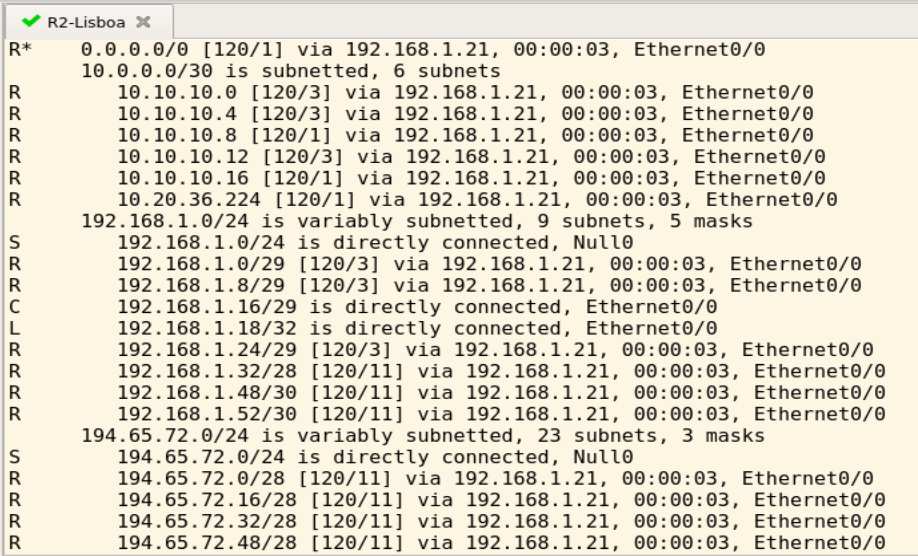 R2-Lisboa
R*    0.0.0.0/0 [120/1] via 192.168.1.21, 00:00:03, Ethernet0/0
      10.0.0.0/30 is subnetted, 6 subnets
R        10.10.10.0 [120/3] via 192.168.1.21, 00:00:03, Ethernet0/0
R        10.10.10.4 [120/3] via 192.168.1.21, 00:00:03, Ethernet0/0
R        10.10.10.8 [120/1] via 192.168.1.21, 00:00:03, Ethernet0/0
R        10.10.10.12 [120/3] via 192.168.1.21, 00:00:03, Ethernet0/0
R        10.10.10.16 [120/1] via 192.168.1.21, 00:00:03, Ethernet0/0
R        10.20.36.224 [120/1] via 192.168.1.21, 00:00:03, Ethernet0/0
      192.168.1.0/24 is variably subnetted, 9 subnets, 5 masks
S        192.168.1.0/24 is directly connected, Null0
R        192.168.1.0/29 [120/3] via 192.168.1.21, 00:00:03, Ethernet0/0
R        192.168.1.8/29 [120/3] via 192.168.1.21, 00:00:03, Ethernet0/0
C        192.168.1.16/29 is directly connected, Ethernet0/0
L        192.168.1.18/32 is directly connected, Ethernet0/0
R        192.168.1.24/29 [120/3] via 192.168.1.21, 00:00:03, Ethernet0/0
R        192.168.1.32/28 [120/11] via 192.168.1.21, 00:00:03, Ethernet0/0
R        192.168.1.48/30 [120/11] via 192.168.1.21, 00:00:03, Ethernet0/0
R        192.168.1.52/30 [120/11] via 192.168.1.21, 00:00:03, Ethernet0/0
      194.65.72.0/24 is variably subnetted, 23 subnets, 3 masks
S        194.65.72.0/24 is directly connected, Null0
R        194.65.72.0/28 [120/11] via 192.168.1.21, 00:00:03, Ethernet0/0
R        194.65.72.16/28 [120/11] via 192.168.1.21, 00:00:03, Ethernet0/0
R        194.65.72.32/28 [120/11] via 192.168.1.21, 00:00:03, Ethernet0/0
R        194.65.72.48/28 [120/11] via 192.168.1.21, 00:00:03, Ethernet0/0